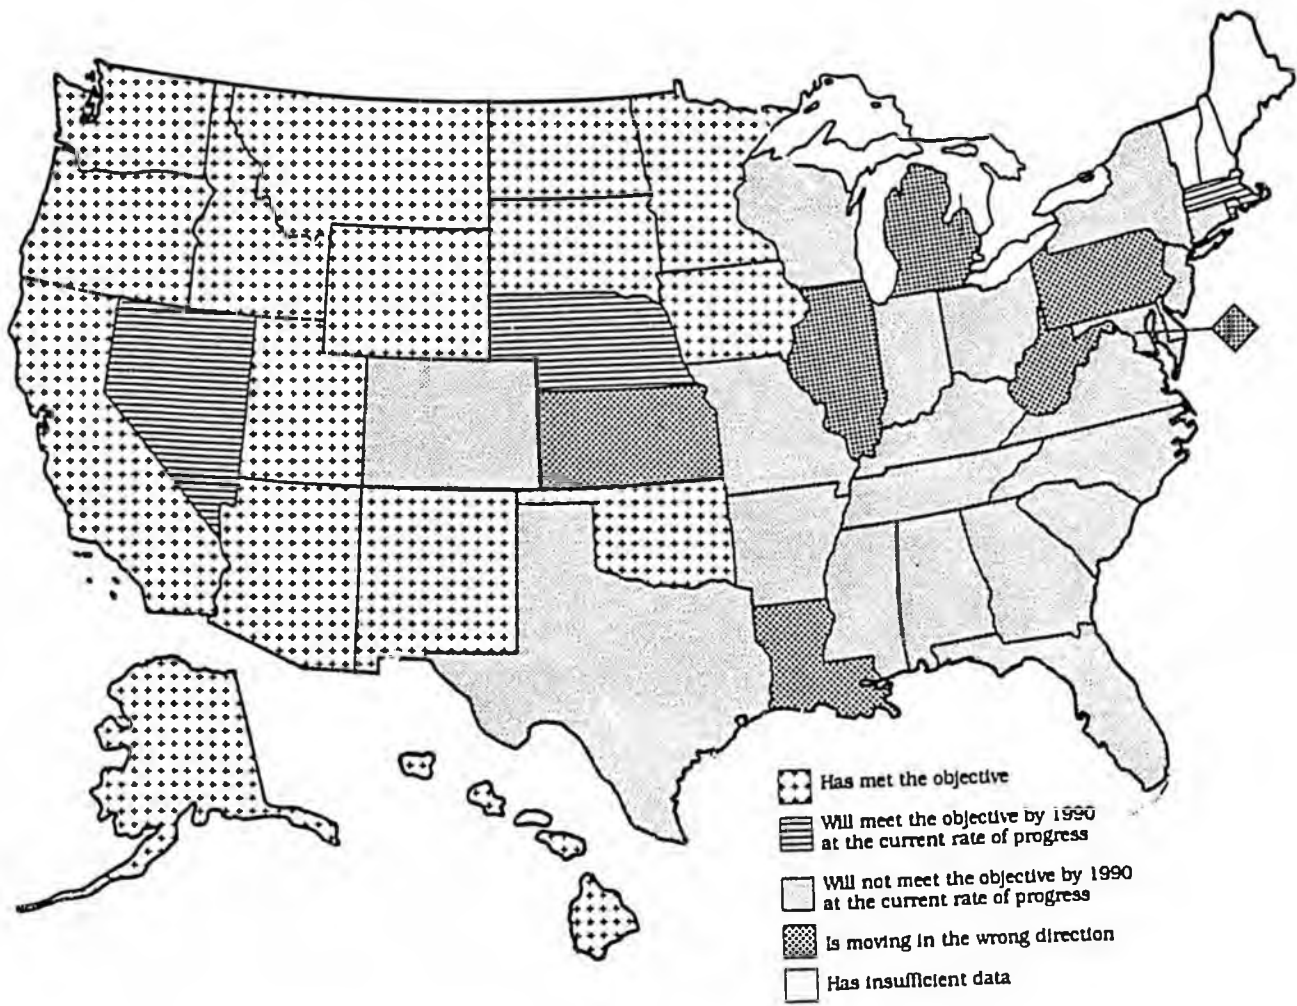 Has met the objective
Will meet the objective by 1990
at the current rate of progress
Will not meet the objective by 1990
at the current rate of progress
Is moving in the wrong direction
Has insufficient data